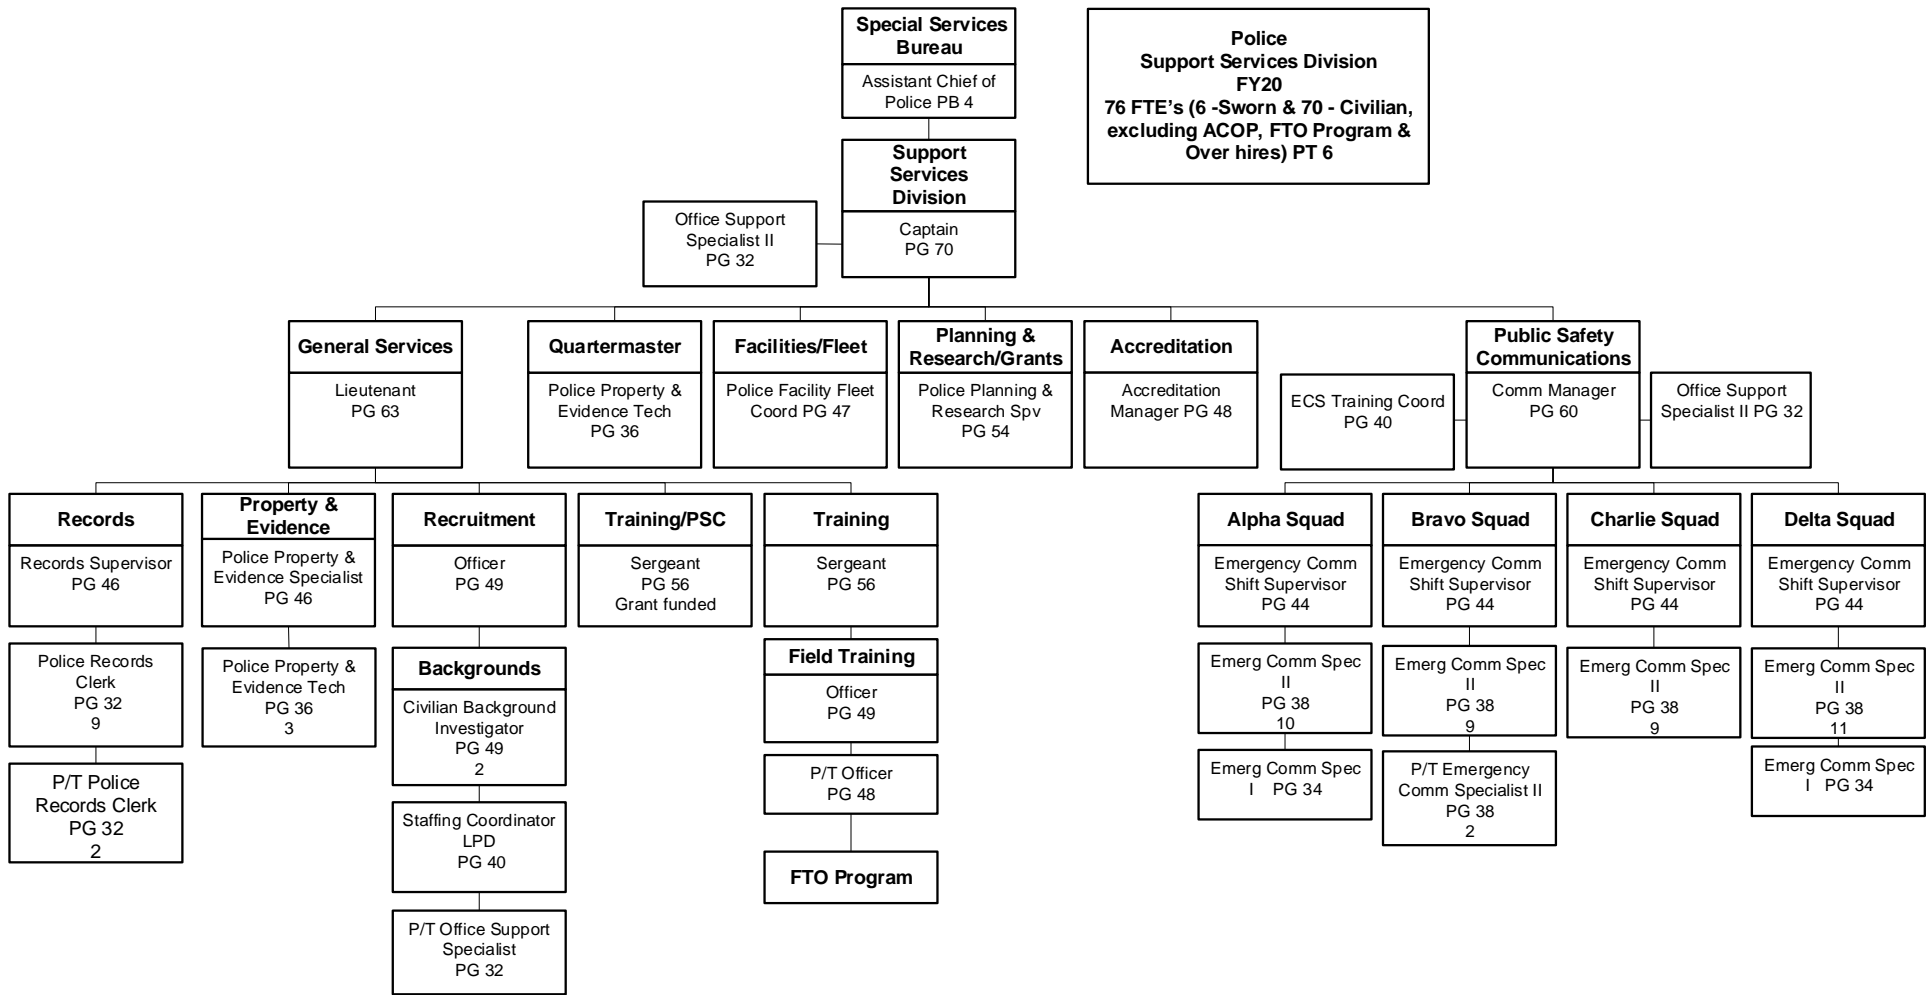 Special Services
Bureau
Assistant Chief of
Police PB 4
Police
Support Services Division
FY20
76 FTE's (6 -Sworn & 70 - Civilian,
excluding ACOP, FTO Program &
Over hires) PT 6
Support
Services
Division
Captain
PG 70
Office Support
Specialist II
PG 32
General Services
Lieutenant
PG 63
Quartermaster
Police Property &
Evidence Tech
PG 36
Facilities/Fleet
Police Facility Fleet
Coord PG 47
Planning &
Research/Grants
Police Planning &
Research Spv
PG 54
Accreditation
Accreditation
Manager PG 48
ECS Training Coord
PG 40
Public Safety
Communications
Comm Manager
PG 60
Office Support
Specialist II PG 32
Records
Records Supervisor
PG 46
Police Records
Clerk
PG 32
9
P/T Police
Records Clerk
PG 32
2
Property &
Evidence
Police Property &
Evidence Specialist
PG 46
Police Property &
Evidence Tech
PG 36
3
Recruitment
Officer
PG 49
Backgrounds
Civilian Background
Investigator
PG 49
2
Staffing Coordinator
LPD
PG 40
P/T Office Support
Specialist
PG 32
Training/PSC
Sergeant
PG 56
Grant funded
Training
Sergeant
PG 56
Field Training
Officer
PG 49
P/T Officer
PG 48
FTO Program
Alpha Squad
Emergency Comm
Shift Supervisor
PG 44
Emerg Comm Spec
II
PG 38
10
Emerg Comm Spec
I PG 34
Bravo Squad
Emergency Comm
Shift Supervisor
PG 44
Emerg Comm Spec
II
PG 38
9
P/T Emergency
Comm Specialist II
PG 38
2
Charlie Squad
Emergency Comm
Shift Supervisor
PG 44
Emerg Comm Spec
II
PG 38
9
Delta Squad
Emergency Comm
Shift Supervisor
PG 44
Emerg Comm Spec
II
PG 38
11
Emerg Comm Spec
I PG 34